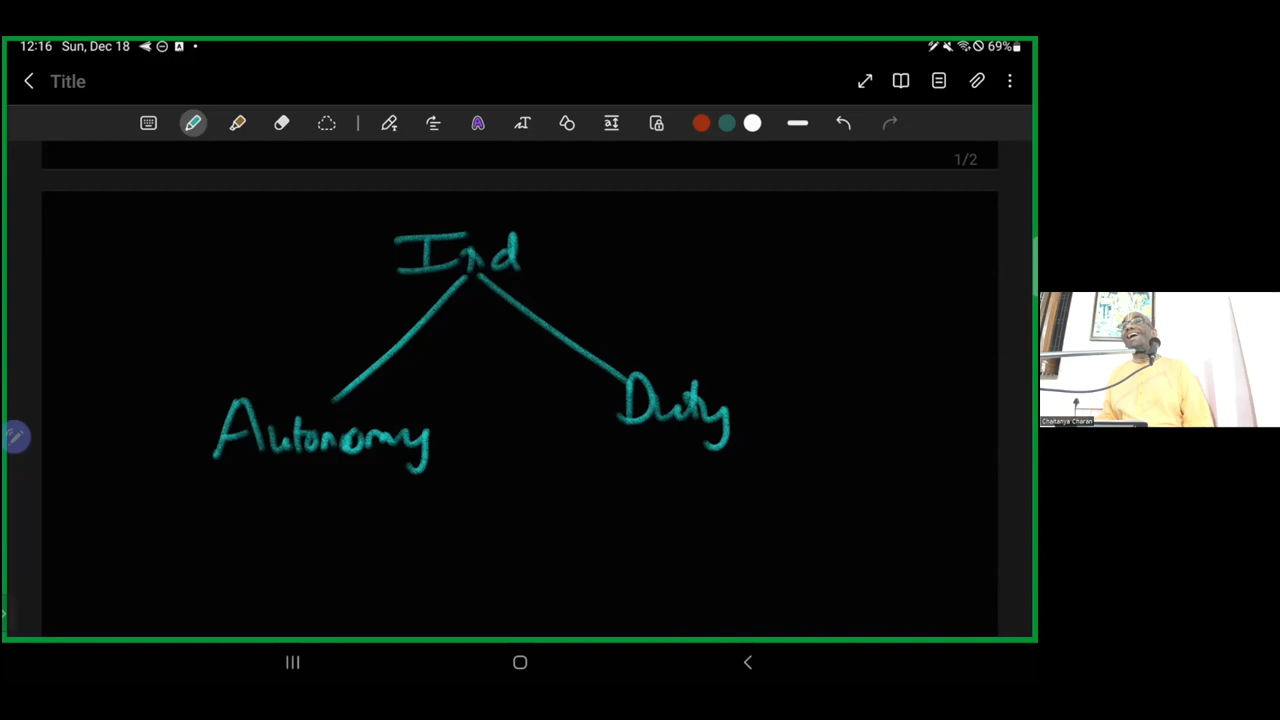 12:16 Sun, Dec 18
69%
Title
1/2
Ind
Autonomy
Duty
Chaitanya Charan